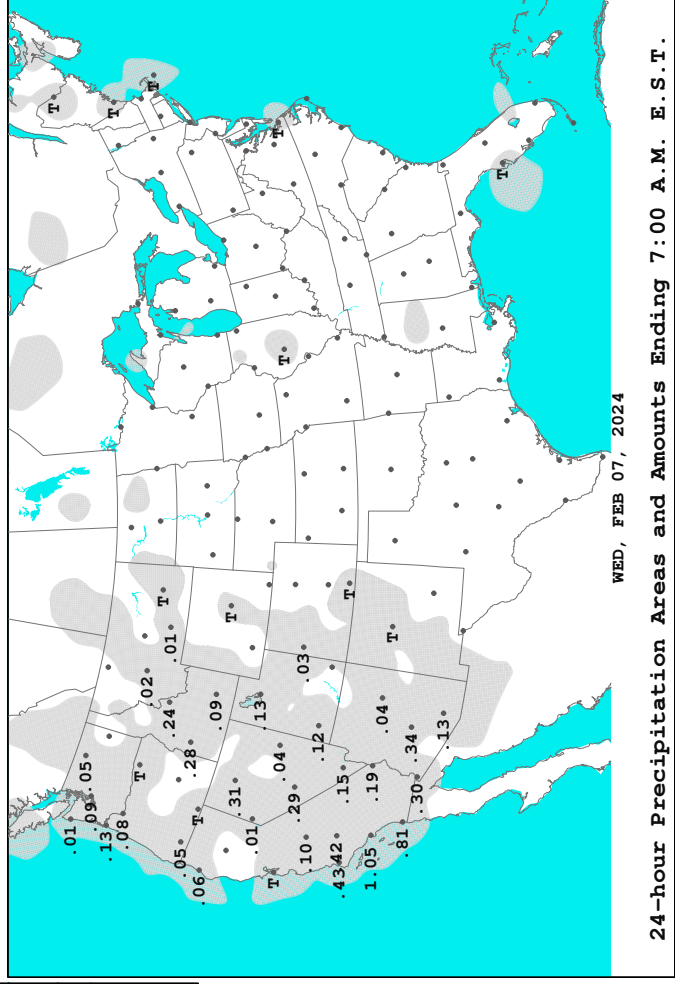 T
T
T
T
T
T
T
T
T
.03
.01
.02
.24
.09
.13
.04
.34
.13
.12
.04
.28
T
.05
.15
.19
.30
.29
.31
T
.01
.09
.13
.08
.01
.05
.06
.10
.42
.43
1.05
.81
T
WED, FEB 07, 2024
24-hour Precipitation Areas and Amounts Ending 7:00 A.M. E.S.T.